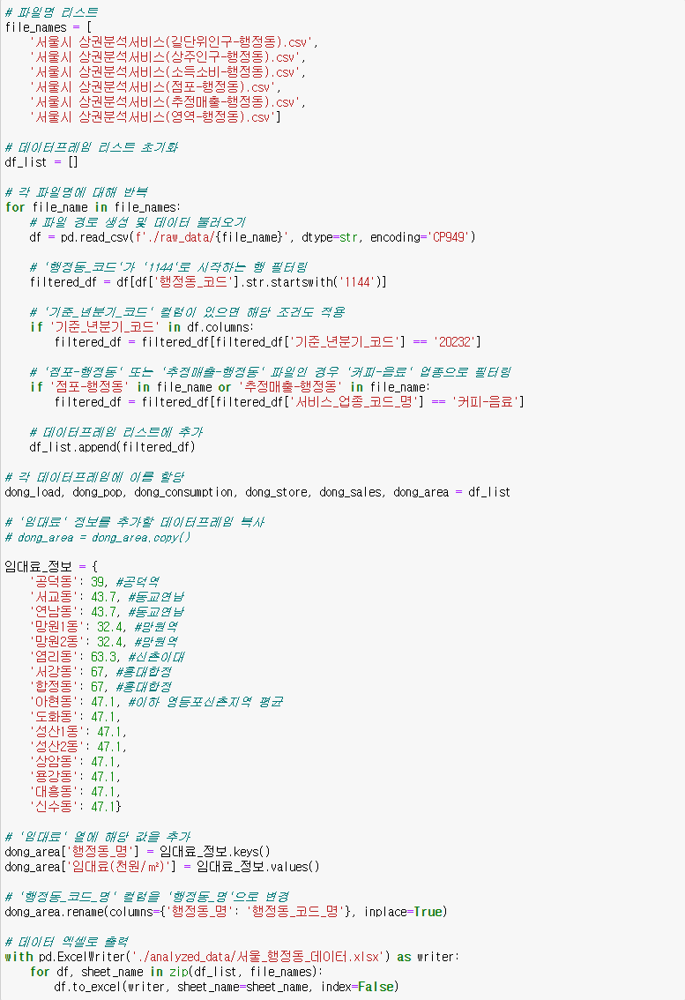 # 파일명 리스트
file_names = [
    '서울시 상권분석서비스(길단위인구-행정동).csv',
    '서울시 상권분석서비스(상주인구-행정동).csv',
    '서울시 상권분석서비스(소득소비-행정동).csv',
    '서울시 상권분석서비스(점포-행정동).csv',
    '서울시 상권분석서비스(추정매출-행정동).csv',
    '서울시 상권분석서비스(영역-행정동).csv']

# 데이터프레임 리스트 초기화
df_list = []

# 각 파일명에 대해 반복
for file_name in file_names:
    # 파일 경로 생성 및 데이터 불러오기
    df = pd.read_csv(f'./raw_data/{file_name}', dtype=str, encoding='CP949')

    # '행정동_코드'가 '1144'로 시작하는 행 필터링
    filtered_df = df[df['행정동_코드'].str.startswith('1144')]

    # '기준_년분기_코드' 컬럼이 있으면 해당 조건도 적용
    if '기준_년분기_코드' in df.columns:
        filtered_df = filtered_df[filtered_df['기준_년분기_코드'] == '20232']

    # '점포-행정동' 또는 '추정매출-행정동' 파일인 경우 '커피-음료' 업종으로 필터링
    if '점포-행정동' in file_name or '추정매출-행정동' in file_name:
        filtered_df = filtered_df[filtered_df['서비스_업종_코드_명'] == '커피-음료']

    # 데이터프레임 리스트에 추가
    df_list.append(filtered_df)

# 각 데이터프레임에 이름 할당
dong_load, dong_pop, dong_consumption, dong_store, dong_sales, dong_area = df_list

# '임대료' 정보를 추가할 데이터프레임 복사
# dong_area = dong_area.copy()

임대료_정보 = {
    '공덕동': 39, #공덕역
    '서교동': 43.7, #동교연남
    '연남동': 43.7, #동교연남
    '망원1동': 32.4, #망원역
    '망원2동': 32.4, #망원역
    '염리동': 63.3, #신촌이대
    '서강동': 67, #홍대합정
    '합정동': 67, #홍대합정
    '아현동': 47.1, #이하 영등포신촌지역 평균
    '도화동': 47.1,
    '성산1동': 47.1,
    '성산2동': 47.1,
    '상암동': 47.1,
    '용강동': 47.1,
    '대흥동': 47.1,
    '신수동': 47.1}

# '임대료' 열에 해당 값을 추가
dong_area['행정동_명'] = 임대료_정보.keys()
dong_area['임대료(천원/㎡)'] = 임대료_정보.values()

# '행정동_코드_명' 컬럼을 '행정동_명'으로 변경
dong_area.rename(columns={'행정동_명': '행정동_코드_명'}, inplace=True)

# 데이터 엑셀로 출력
with pd.ExcelWriter('./analyzed_data/서울_행정동_데이터.xlsx') as writer:
    for df, sheet_name in zip(df_list, file_names):
        df.to_excel(writer, sheet_name=sheet_name, index=False)